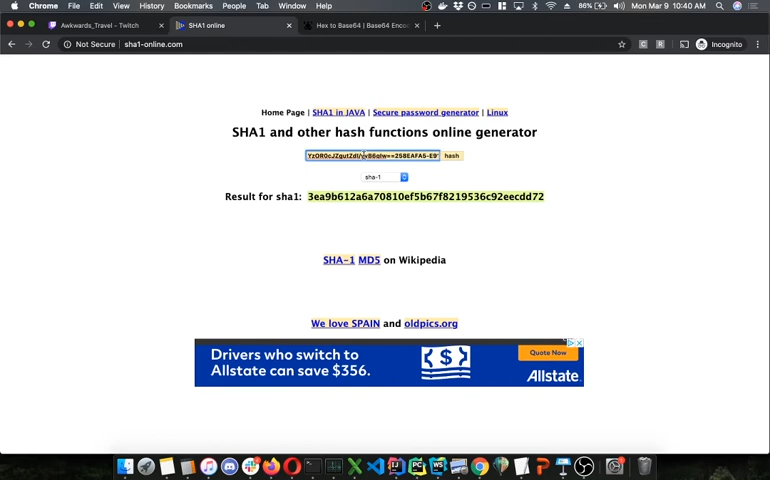 Chrome File Edit View History Bookmarks People Tab Window Help 86% Mon Mar 9 10:40 AM
Awkwards_Travel - Twitch SHA1 online Hex to Base64 | Base64 Enco
Not Secure | sha1-online.com Incognito
Home Page | SHA1 in JAVA | Secure password generator | Linux
SHA1 and other hash functions online generator
hash
sha-1
Result for sha1: 3ea9b612a6a70810ef5b67f8219536c92eecdd72
SHA-1 MD5 on Wikipedia
We love SPAIN and oldpics.org
Drivers who switch to
Allstate can save $356.
Quote Now
Allstate.